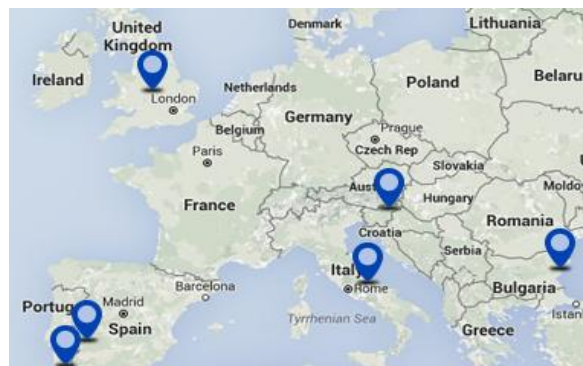 Denmark
Lithuania
United
Kingdom
Ireland
Belaru
Netherlands
Poland
London
Germany
Belgium
Prague
Czech Rep
Paris
Slovakia
Aust
Moldo
Hungary
France
Romania
Croatia
Serbia
Ital
Barcelona
Rome
Bulgaria
Portug
Madrid
Istan
Spain
Tyrrhenian Sea
Greece